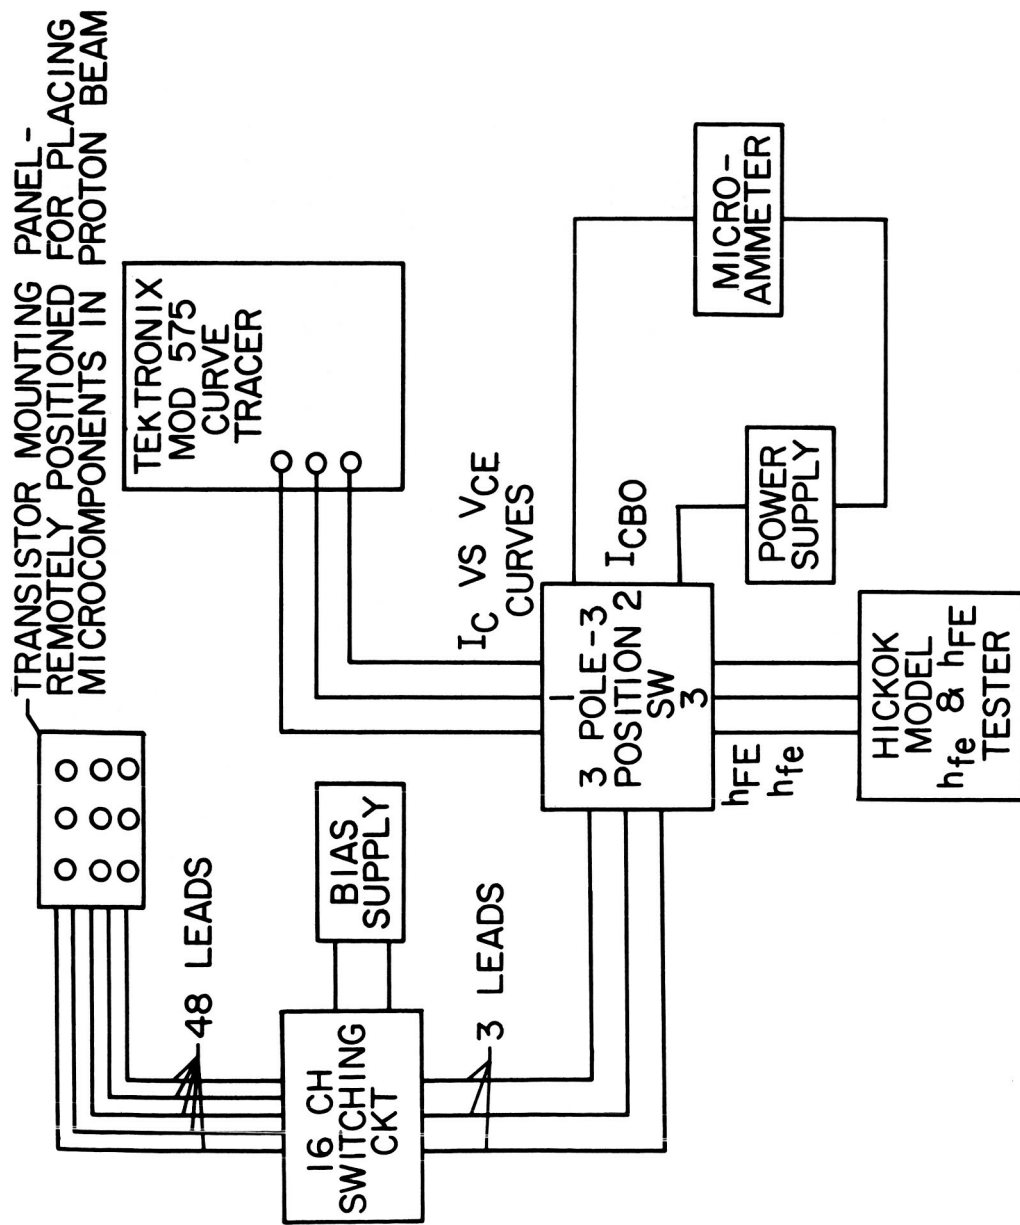 TRANSISTOR MOUNTING PANEL-
REMOTELY POSITIONED FOR PLACING
MICROCOMPONENTS IN PROTON BEAM
TEKTRONIX
MOD 575
CURVE
TRACER
48 LEADS
BIAS
SUPPLY
16 CH
SWITCHING
CKT
3 LEADS
IC VS VCE
CURVES
ICBO
1
3 POLE-3
POSITION 2
SW
3
hFE
hfe
MICRO-
AMMETER
POWER
SUPPLY
HICKOK
MODEL
hfe & hFE
TESTER